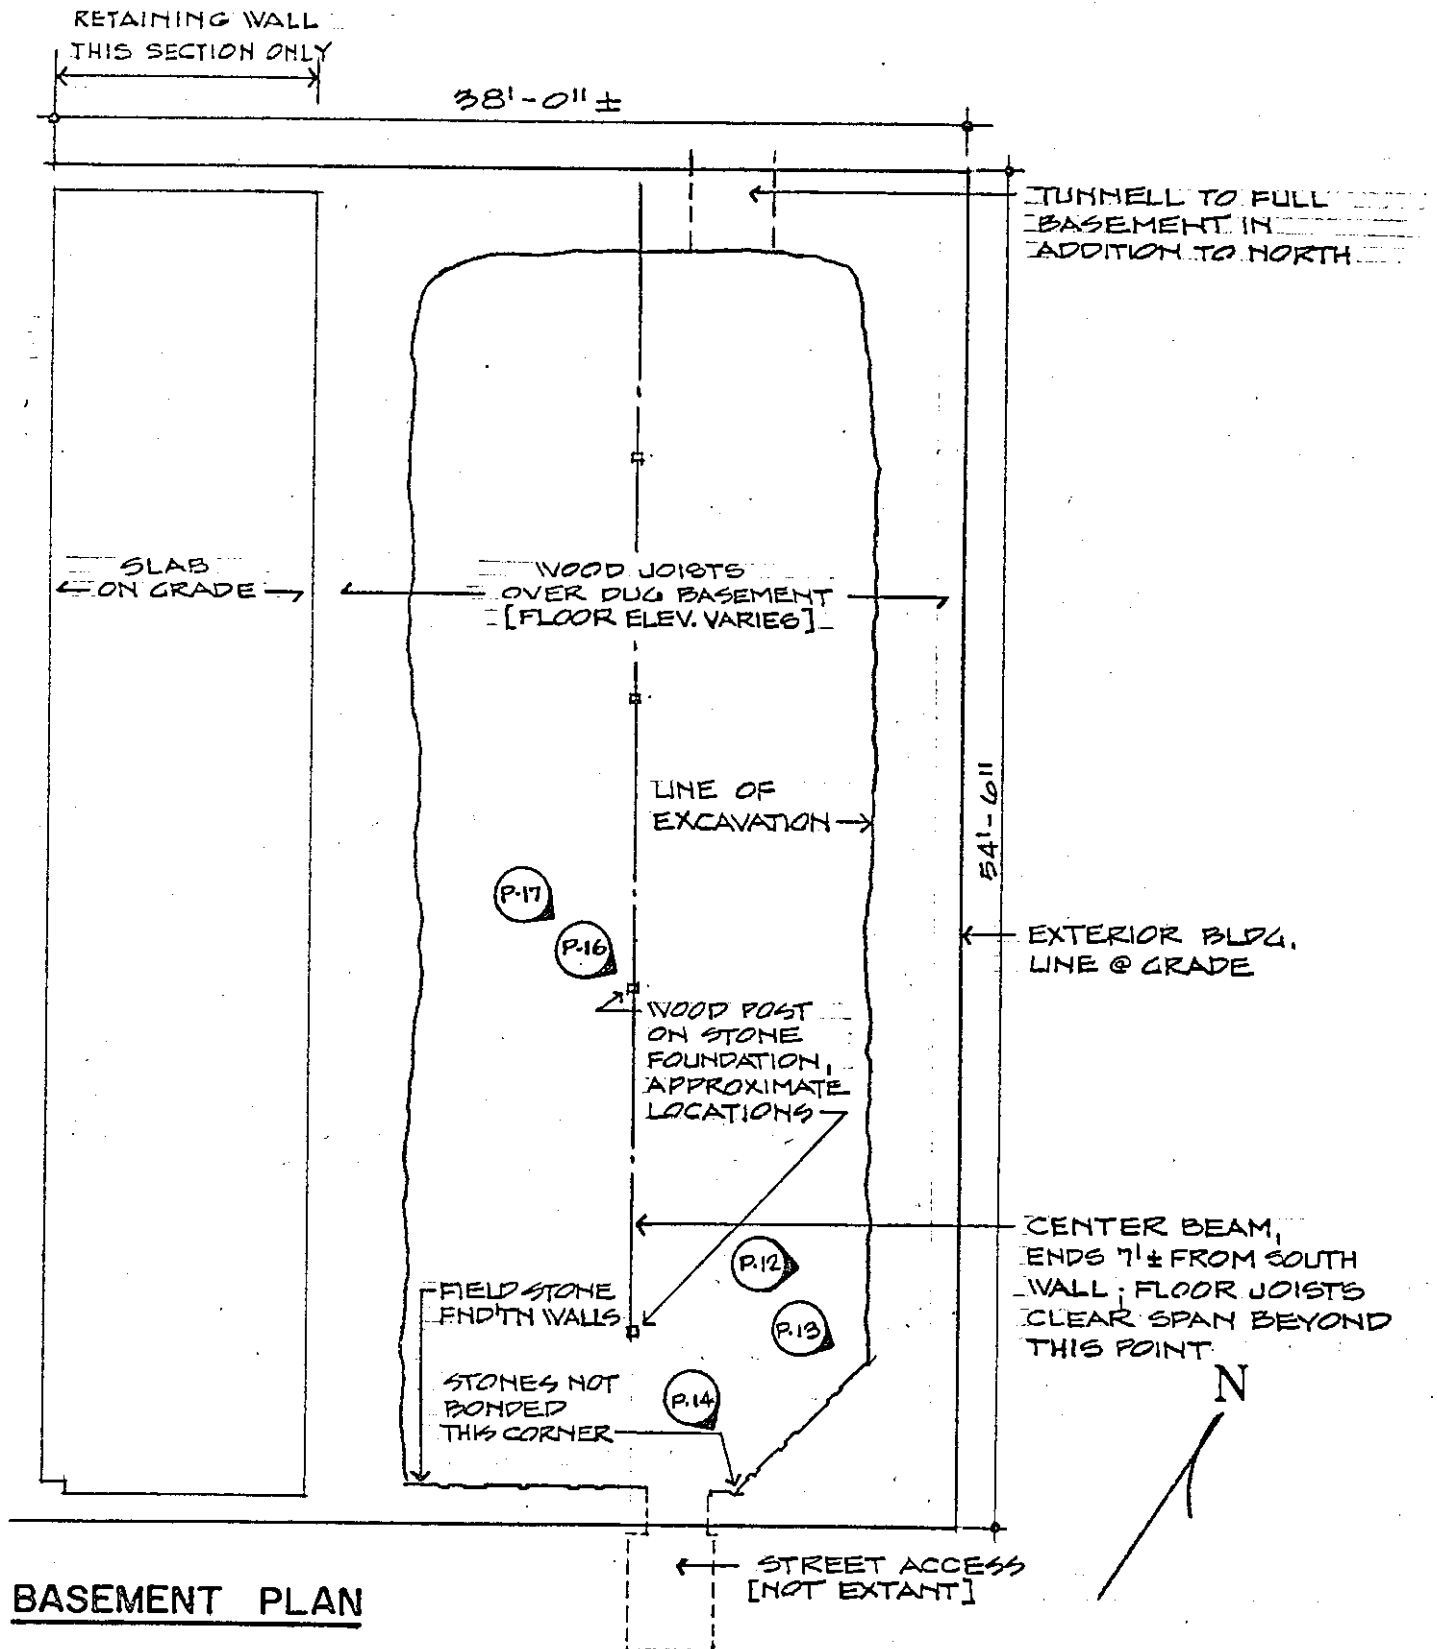 RETAINING WALL
THIS SECTION ONLY
38'-0" ±
TUNNELL TO FULL
BASEMENT IN
ADDITION TO NORTH
SLAB
ON GRADE
WOOD JOISTS
OVER DUG BASEMENT
[FLOOR ELEV. VARIES]
LINE OF
EXCAVATION
54'-6"
P-17
P-16
EXTERIOR BLDG.
LINE @ GRADE
WOOD POST
ON STONE
FOUNDATION,
APPROXIMATE
LOCATIONS
CENTER BEAM,
ENDS 7'± FROM SOUTH
WALL; FLOOR JOISTS
CLEAR SPAN BEYOND
THIS POINT
P.12
P.13
FIELD STONE
FND'TN WALLS
STONES NOT
BONDED
THIS CORNER
P.14
N
STREET ACCESS
[NOT EXTANT]
BASEMENT PLAN